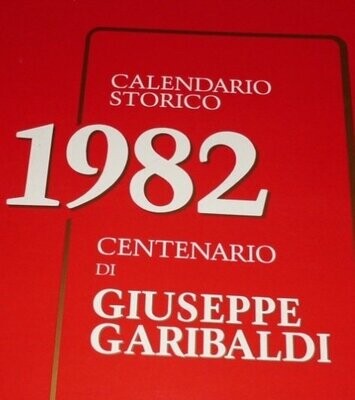 CALENDARIO
STORICO
1982
CENTENARIO
DI
GIUSEPPE
GARIBALDI